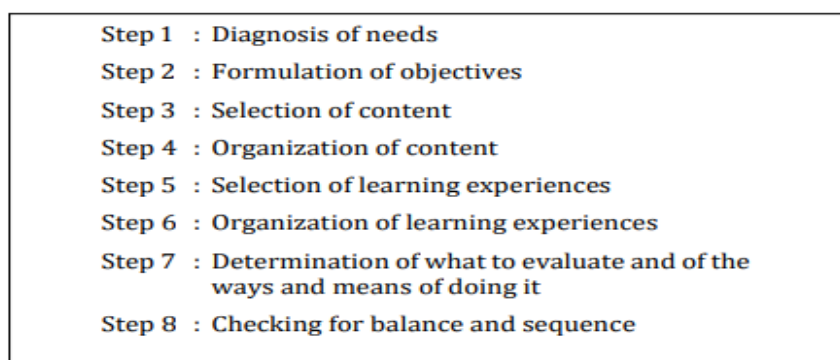 Step 1 : Diagnosis of needs
Step 2 : Formulation of objectives
Step 3 : Selection of content
Step 4 : Organization of content
Step 5 : Selection of learning experiences
Step 6 : Organization of learning experiences
Step 7 : Determination of what to evaluate and of the
ways and means of doing it
Step 8 : Checking for balance and sequence